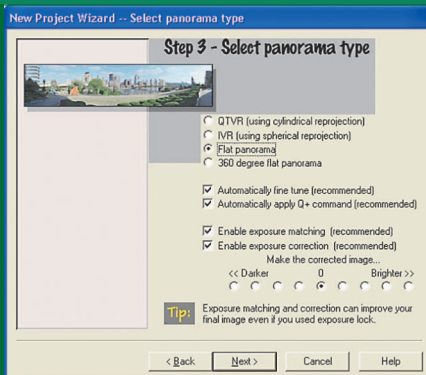 New Project Wizard -- Select panorama type
Step 3 - Select panorama type
QTVR (using cylindrical reprojection)
IVR (using spherical reprojection)
Flat panorama
360 degree flat panorama
Automatically fine tune (recommended)
Automatically apply Q+ command (recommended)
Enable exposure matching (recommended)
Enable exposure correction (recommended)
Make the corrected image...
<< Darker 0 Brighter >>
Tip: Exposure matching and correction can improve your
final image even if you used exposure lock.
< Back Next > Cancel Help